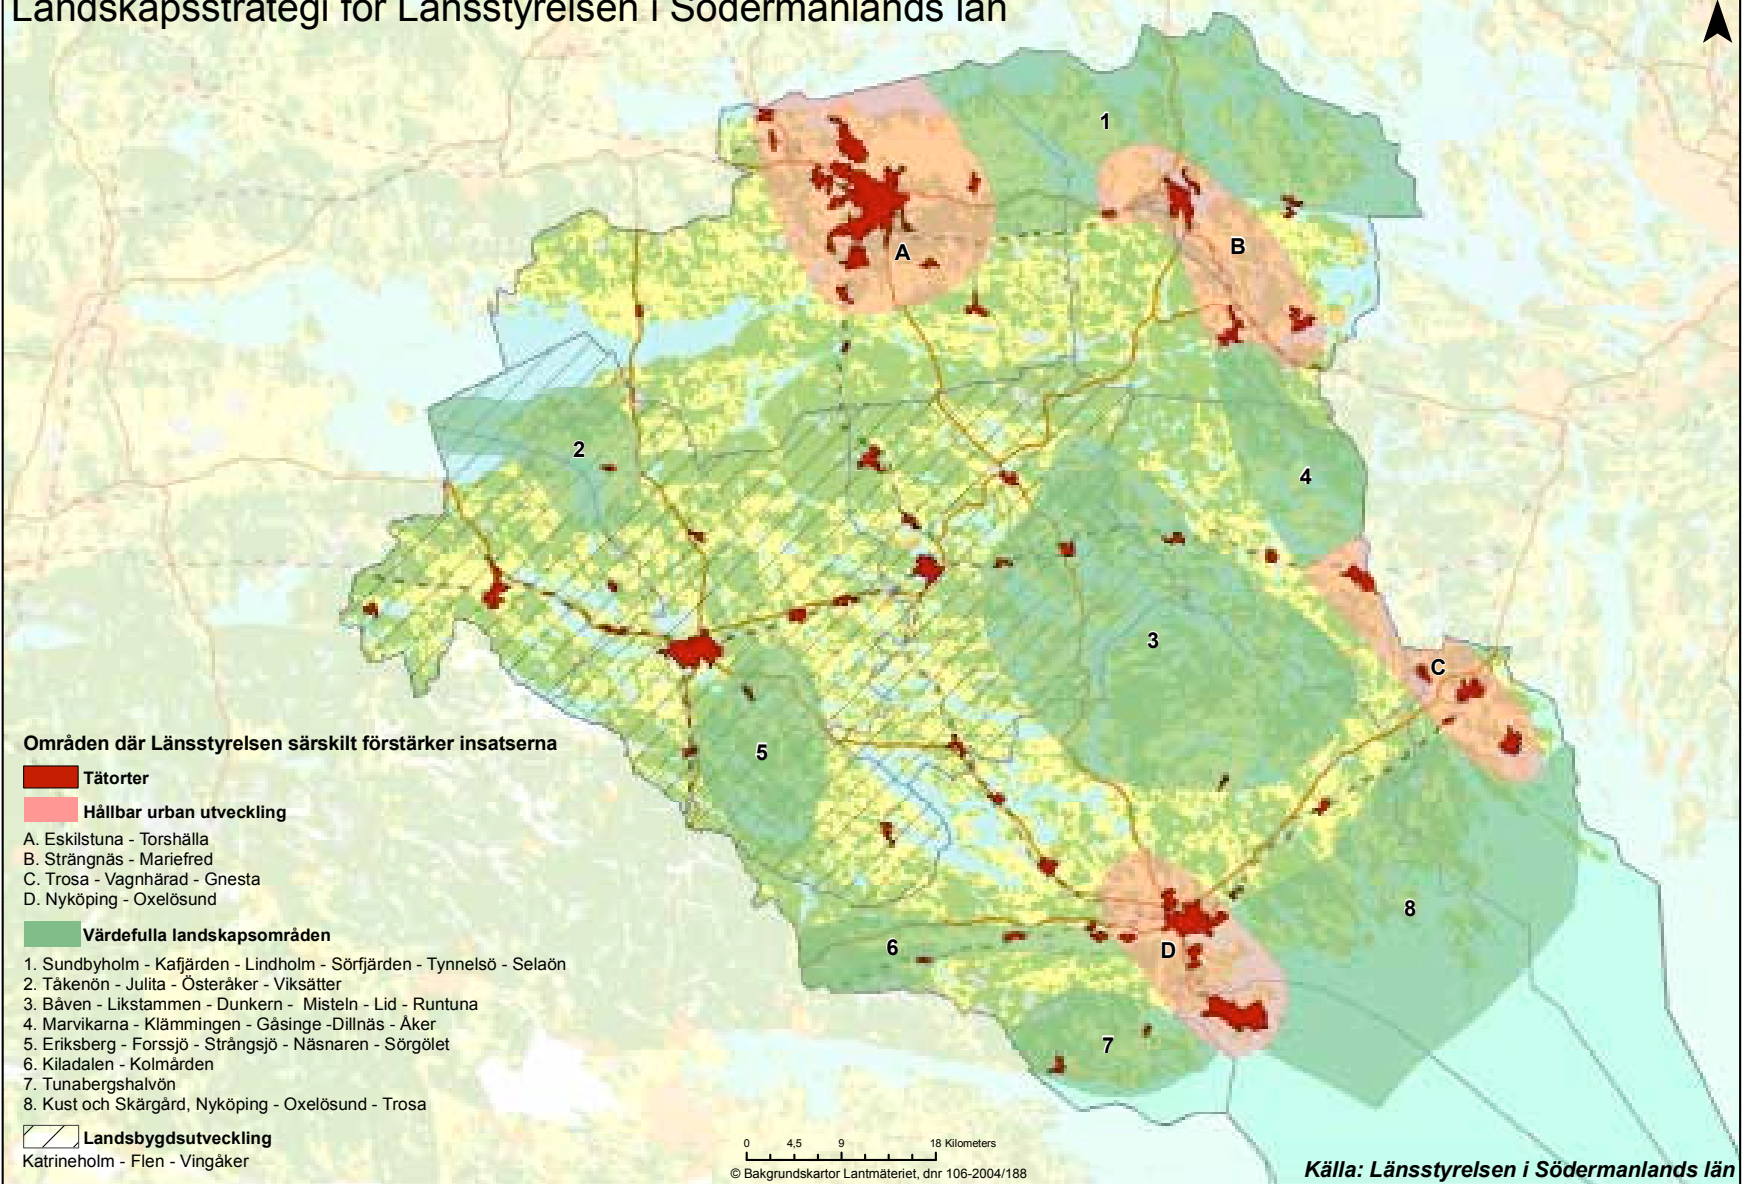 Landskapsstrategi för Länsstyrelsen i Södermanlands län
1
A
B
2
4
3
C
5
8
6
D
7
Områden där Länsstyrelsen särskilt förstärker insatserna
Tätorter
Hållbar urban utveckling
A. Eskilstuna - Torshälla
B. Strängnäs - Mariefred
C. Trosa - Vagnhärad - Gnesta
D. Nyköping - Oxelösund
Värdefulla landskapsområden
1. Sundbyholm - Kafjärden - Lindholm - Sörfjärden - Tynnelsö - Selaön
2. Tåkenön - Julita - Österåker - Viksätter
3. Båven - Likstammen - Dunkern - Misteln - Lid - Runtuna
4. Marvikarna - Klämmingen - Gåsinge -Dillnäs - Åker
5. Eriksberg - Forssjö - Strångsjö - Näsnaren - Sörgölet
6. Kiladalen - Kolmården
7. Tunabergshalvön
8. Kust och Skärgård, Nyköping - Oxelösund - Trosa
Landsbygdsutveckling
Katrineholm - Flen - Vingåker
0 4,5 9 18 Kilometers
© Bakgrundskartor Lantmäteriet, dnr 106-2004/188
Källa: Länsstyrelsen i Södermanlands län